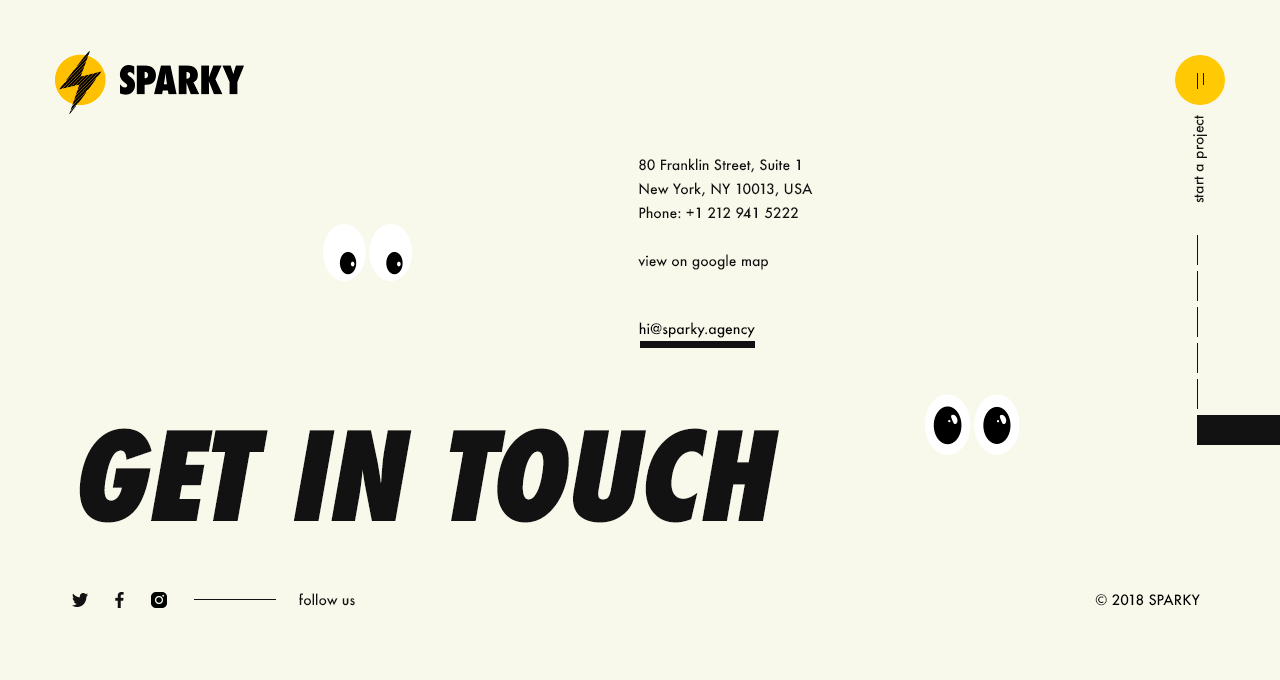 SPARKY
start a project
80 Franklin Street, Suite 1
New York, NY 10013, USA
Phone: +1 212 941 5222
view on google map
hi@sparky.agency
GET IN TOUCH
follow us
© 2018 SPARKY